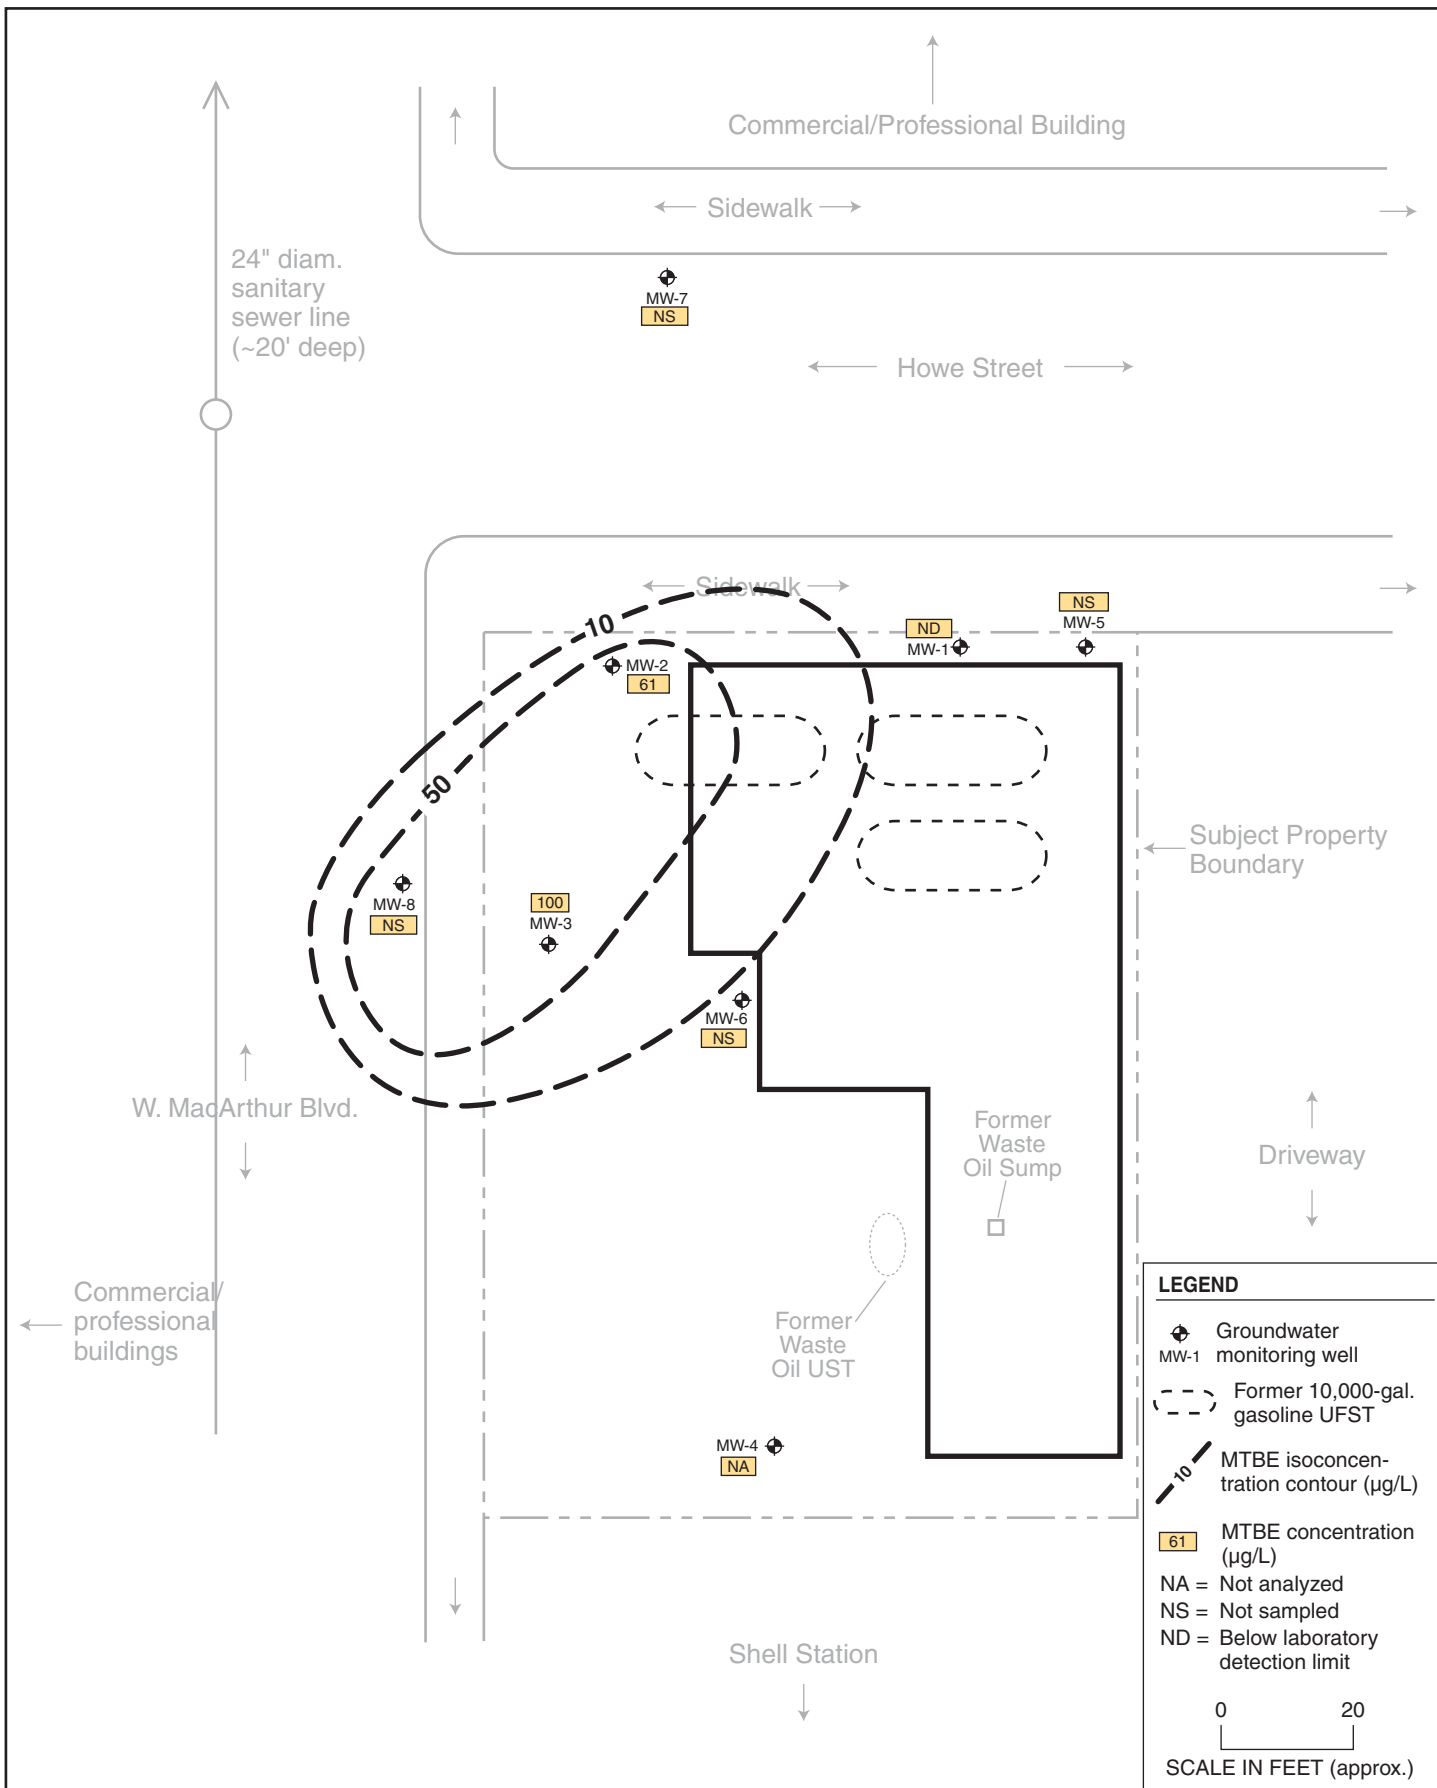 Commercial/Professional Building
Sidewalk
24" diam.
sanitary
sewer line
(~20' deep)
MW-7
NS
Howe Street
Sidewalk
NS
MW-5
ND
MW-1
10
MW-2
61
50
Subject Property
Boundary
MW-8
NS
100
MW-3
MW-6
NS
W. MacArthur Blvd.
Former
Waste
Oil Sump
Driveway
Commercial/
professional
buildings
Former
Waste
Oil UST
MW-4
NA
Shell Station
LEGEND
MW-1
Groundwater
monitoring well
Former 10,000-gal.
gasoline UFST
10
MTBE isoconcen-
tration contour (µg/L)
61
MTBE concentration
(µg/L)
NA = Not analyzed
NS = Not sampled
ND = Below laboratory
detection limit
0 20
SCALE IN FEET (approx.)